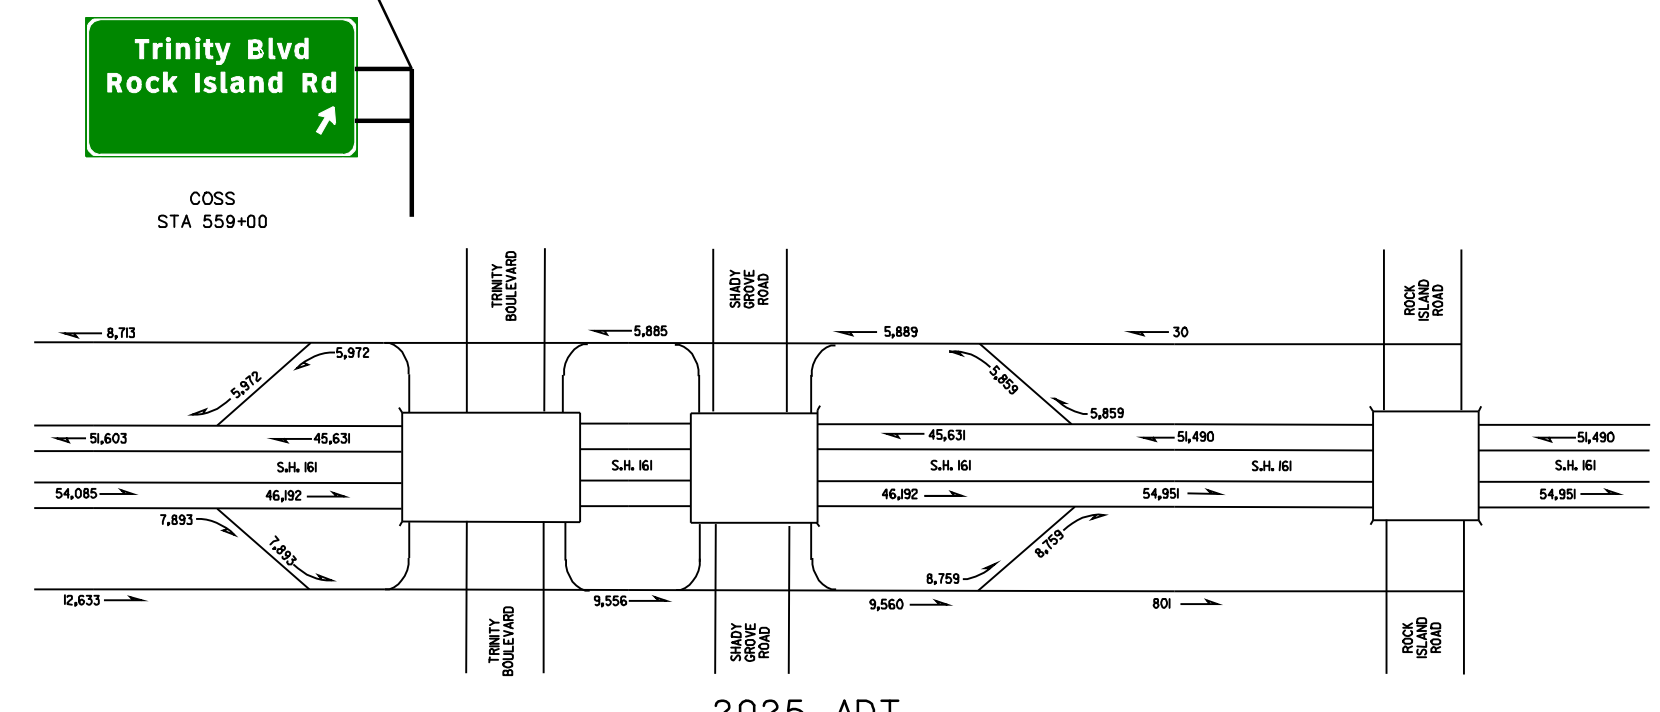 Trinity Blvd
Rock Island Rd
COSS
STA 559+00
TRINITY
BOULEVARD
SHADY
GROVE
ROAD
ROCK
ISLAND
ROAD
8,713
5,885
5,889
30
5,972
5,972
5,859
5,859
51,603
45,631
45,631
51,490
51,490
S.H. 161
S.H. 161
S.H. 161
S.H. 161
S.H. 161
54,085
46,192
46,192
54,951
54,951
7,893
7,893
8,759
8,759
12,633
9,556
9,560
801
TRINITY
BOULEVARD
SHADY
GROVE
ROAD
ROCK
ISLAND
ROAD
2025 ADT